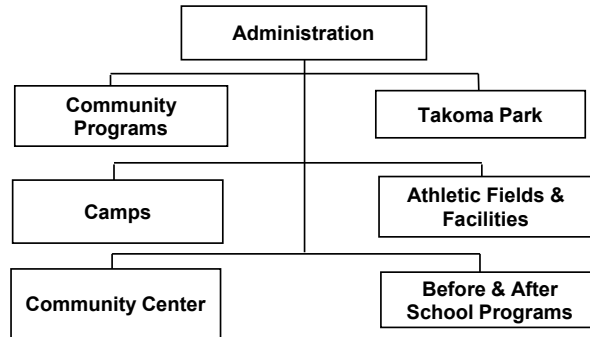 Administration
Community
Programs
Takoma Park
Camps
Athletic Fields &
Facilities
Community Center
Before & After
School Programs